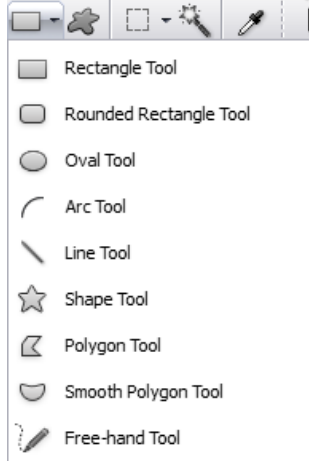 Rectangle Tool
Rounded Rectangle Tool
Oval Tool
Arc Tool
Line Tool
Shape Tool
Polygon Tool
Smooth Polygon Tool
Free-hand Tool